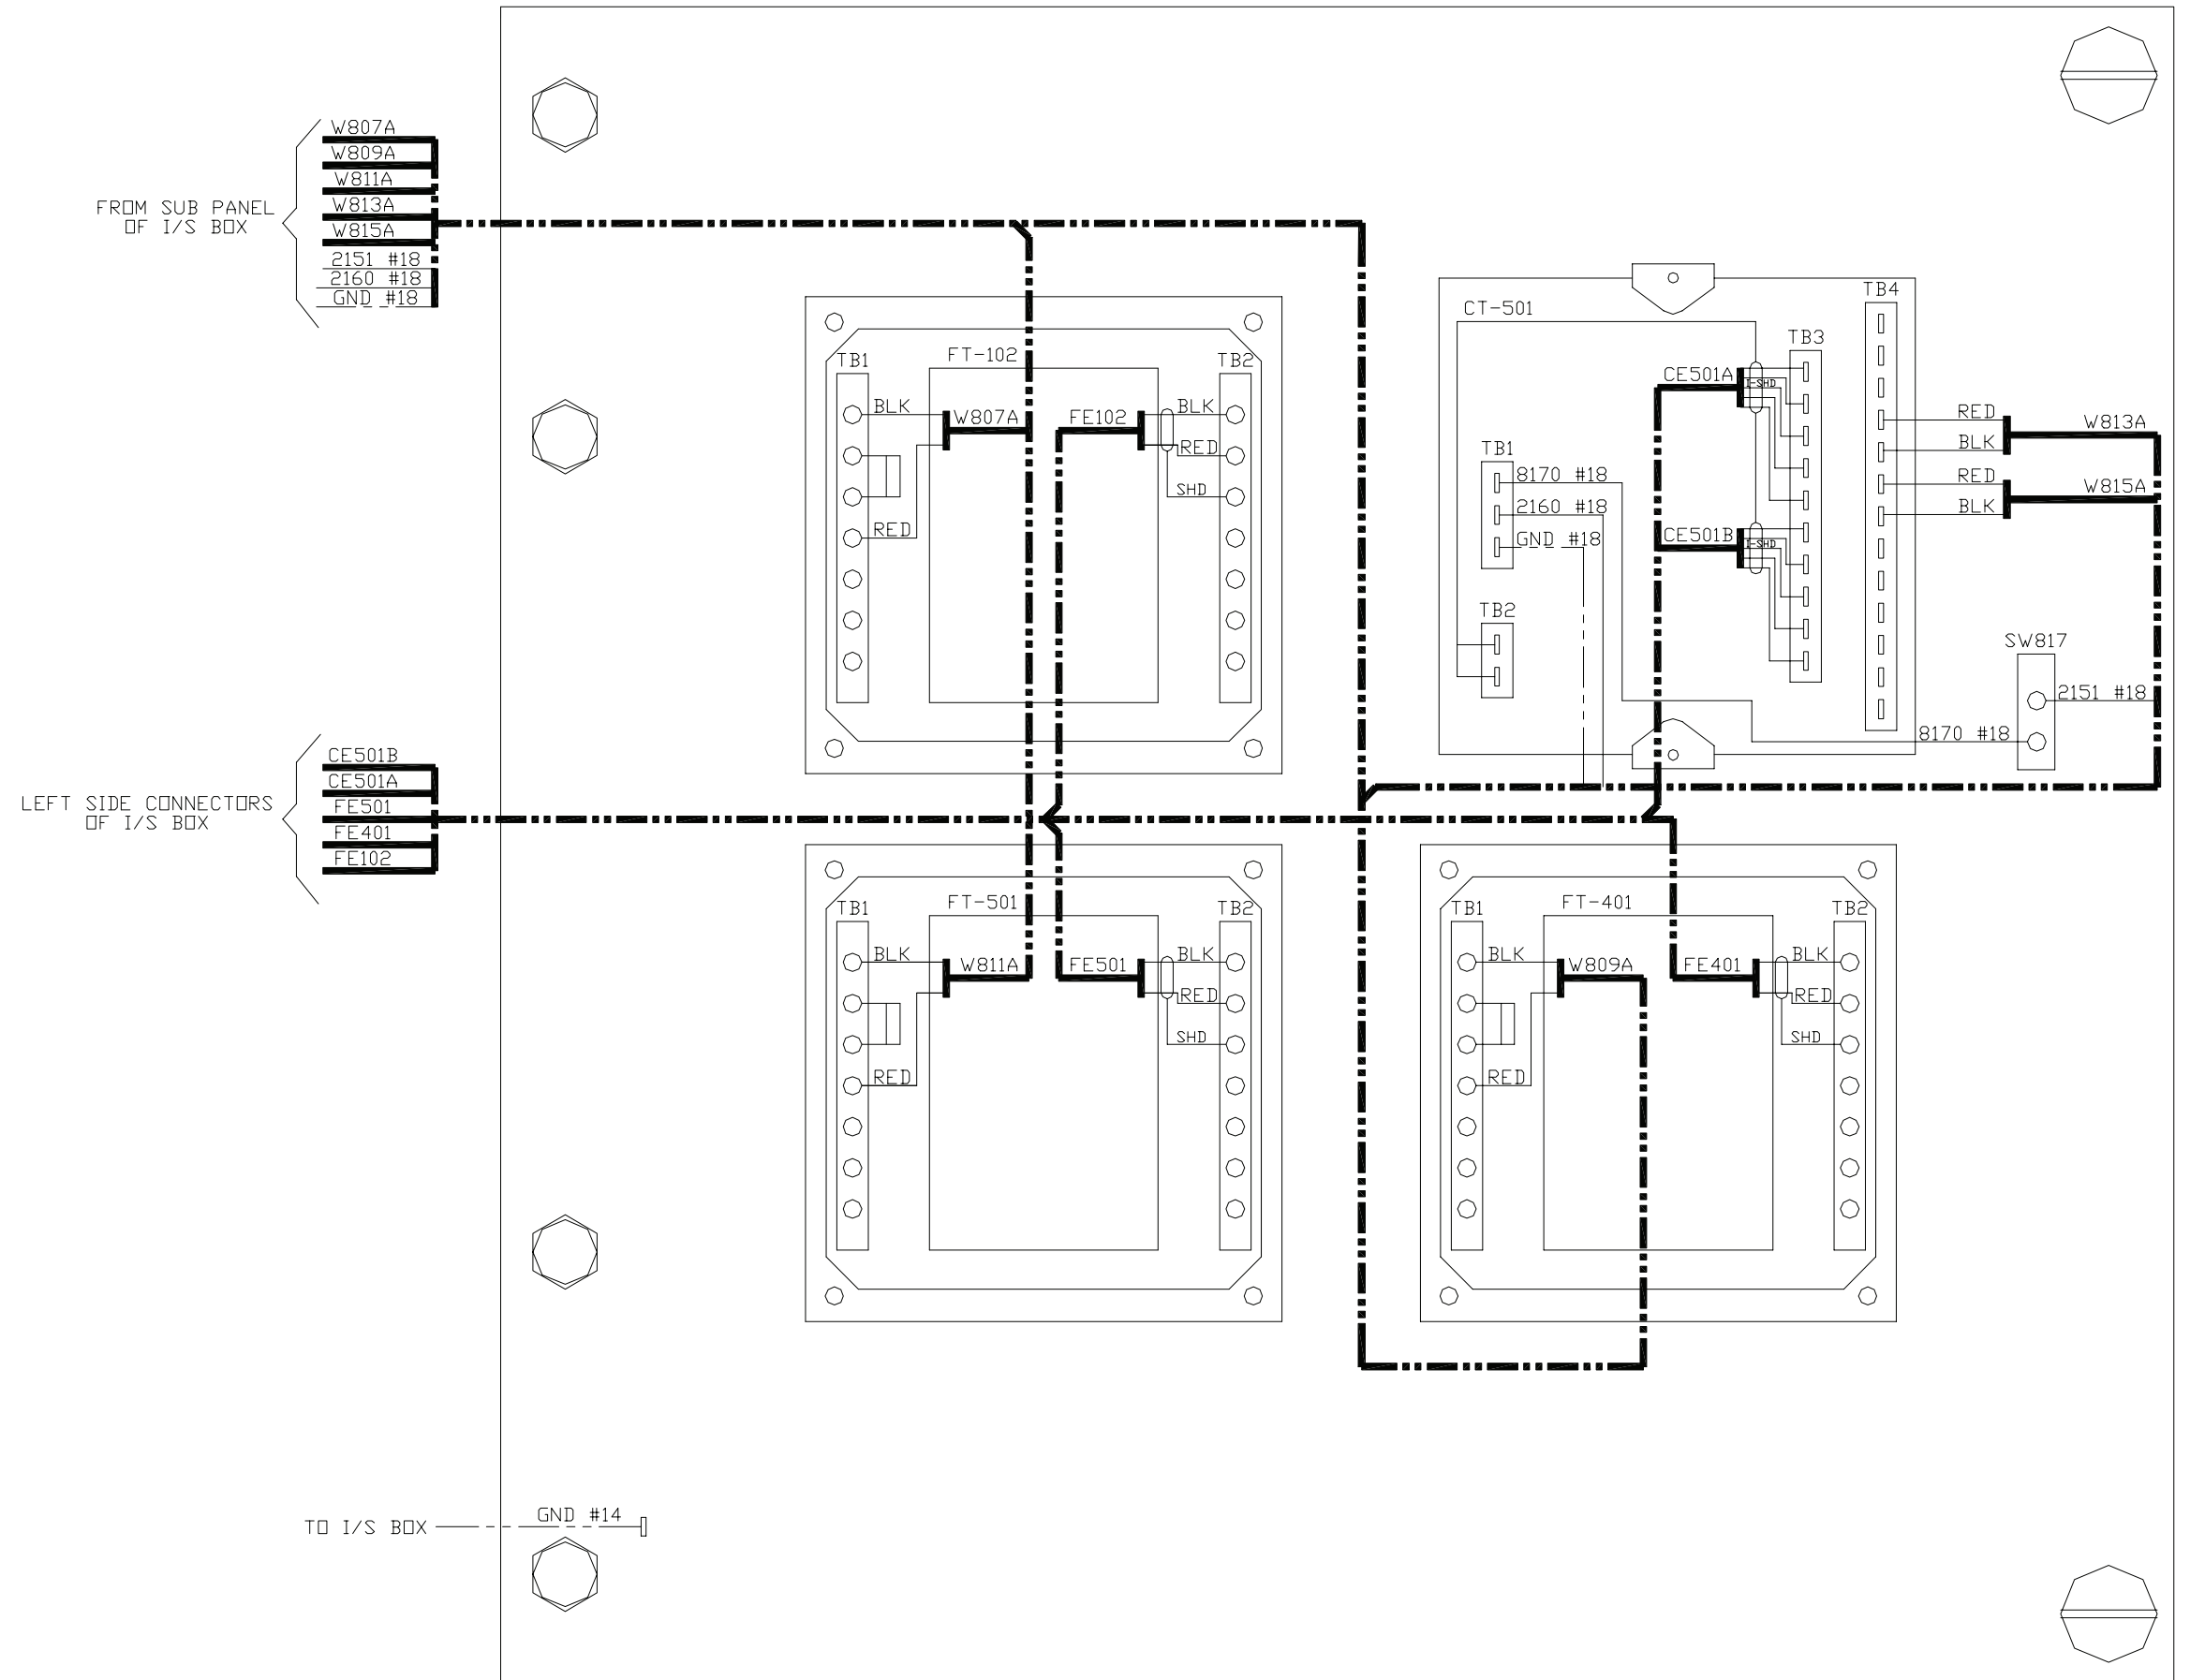 W807A
W809A
W811A
W813A
W815A
2151 #18
2160 #18
GND #18
FROM SUB PANEL
OF I/S BOX
FT-102
TB1
TB2
BLK
W807A
FE102
BLK
RED
SHD
RED
CT-501
TB4
TB3
CE501A
I-SHD
RED
W813A
BLK
TB1
8170 #18
RED
W815A
2160 #18
BLK
GND #18
CE501B
I-SHD
TB2
SW817
2151 #18
8170 #18
CE501B
CE501A
FE501
FE401
FE102
LEFT SIDE CONNECTORS
OF I/S BOX
FT-501
TB1
TB2
BLK
W811A
FE501
BLK
RED
SHD
RED
FT-401
TB1
TB2
BLK
W809A
FE401
BLK
RED
SHD
RED
GND #14
TO I/S BOX